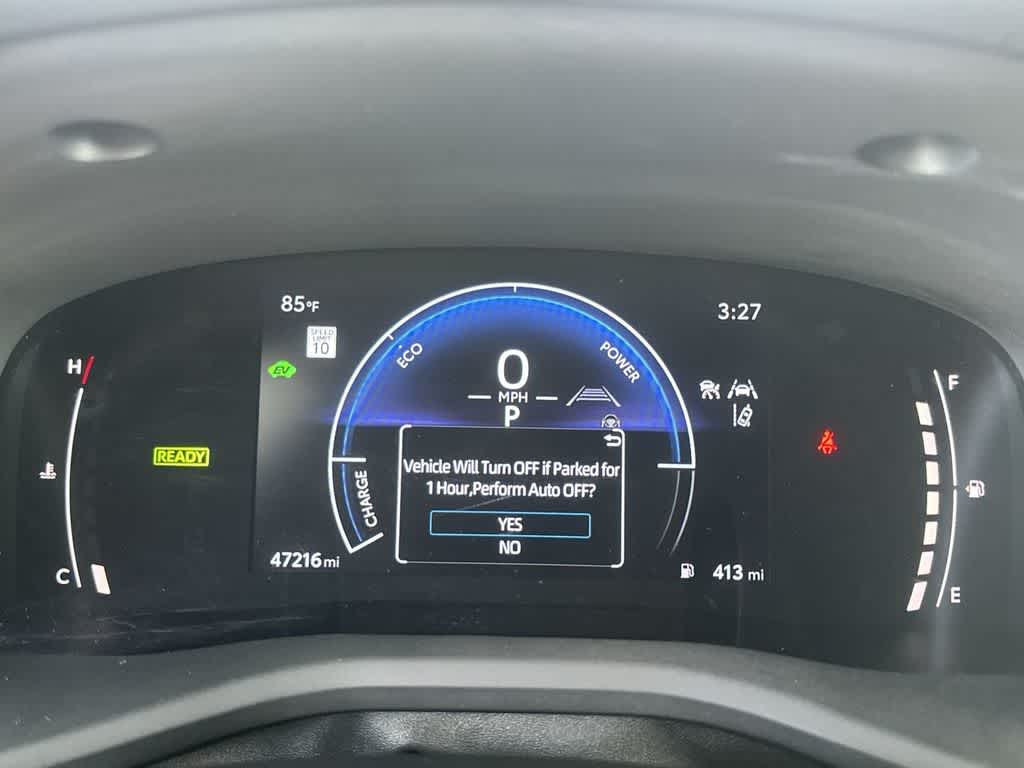 85°F
3:27
SPEED
LIMIT
10
EV
ECO
POWER
0
MPH
P
H
F
READY
CHARGE
Vehicle Will Turn OFF if Parked for
1 Hour,Perform Auto OFF?
YES
NO
C
E
47216 mi
413 mi